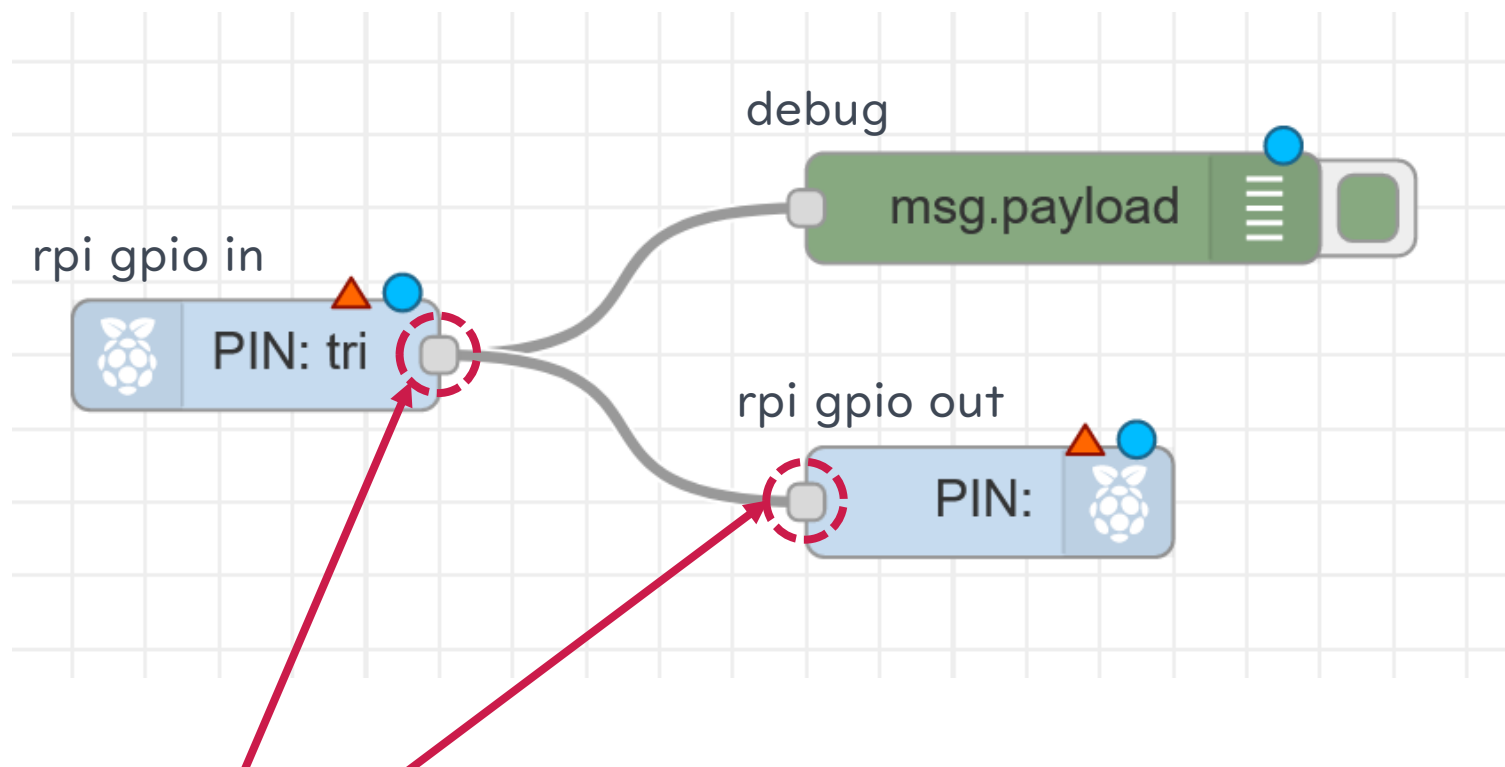 debug
msg.payload
rpi gpio in
PIN: tri
rpi gpio out
PIN: